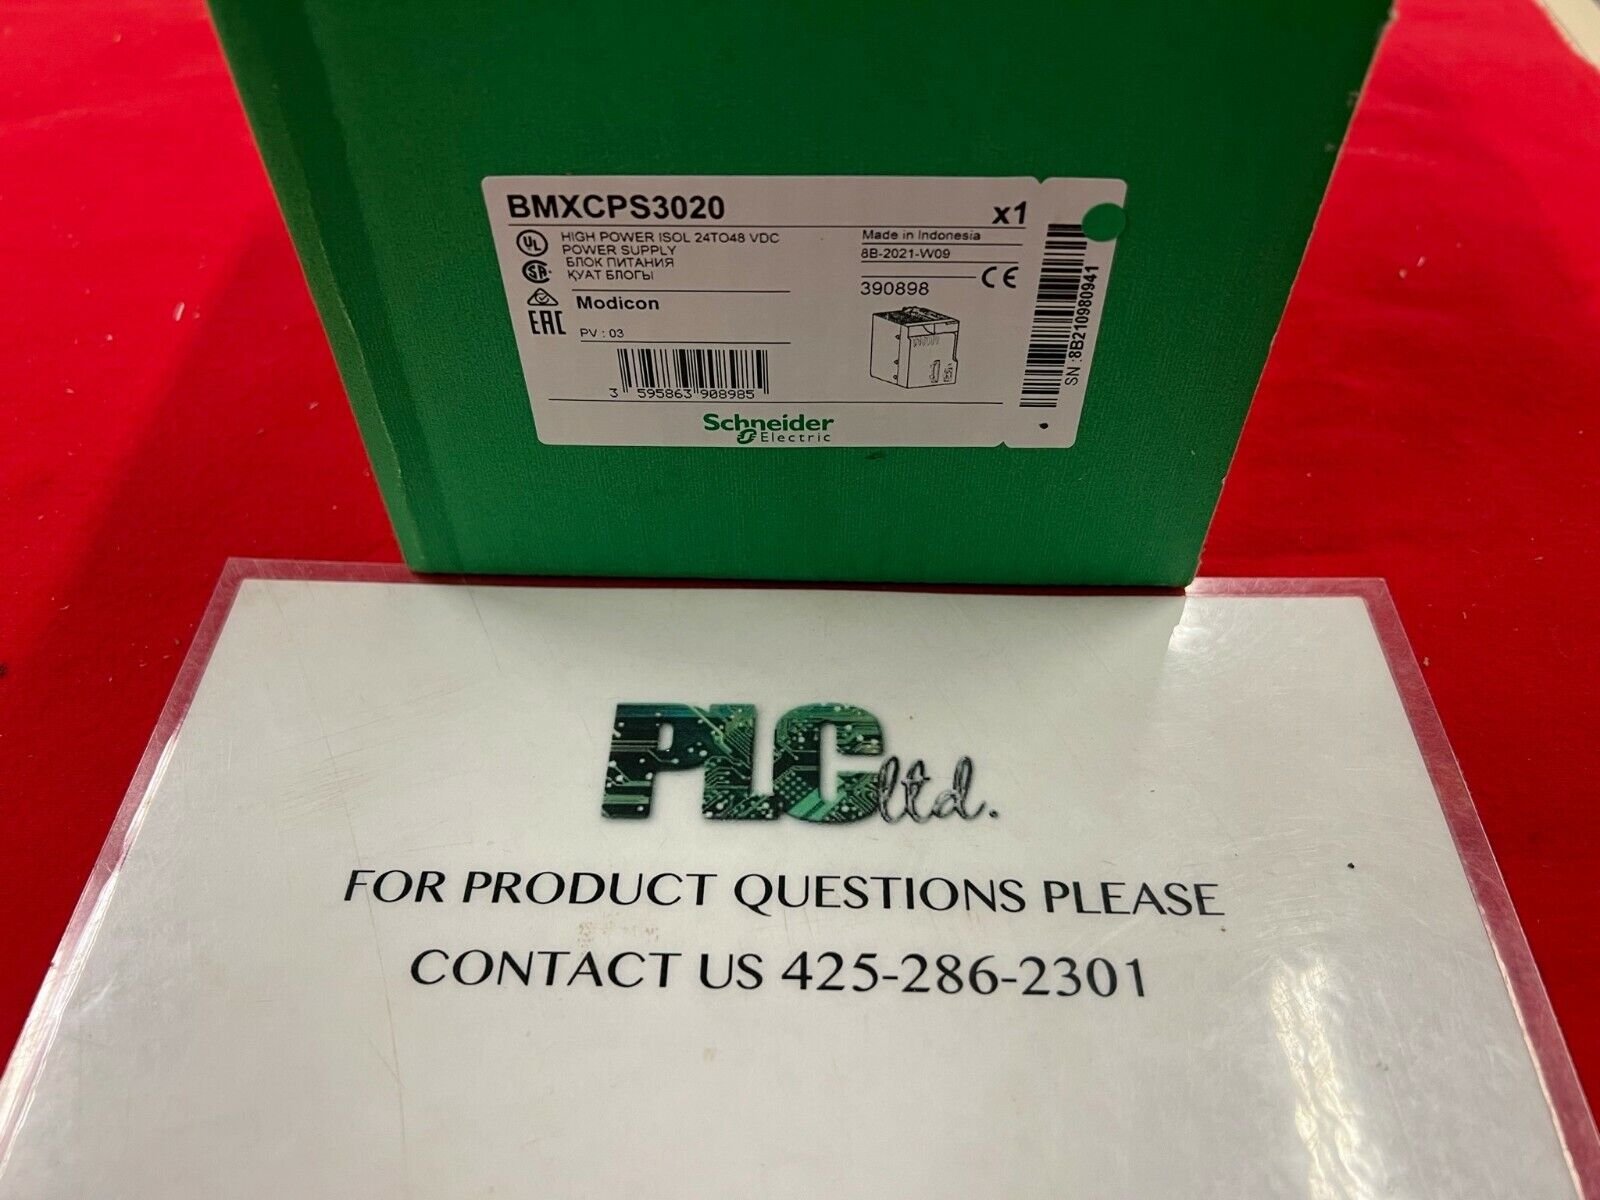 BMXCPS3020
x1
HIGH POWER ISOL 24TO48 VDC
POWER SUPPLY
БЛОК ПИТАНИЯ
ҚУАТ БЛОГЫ
Modicon
PV : 03
UL
EAC
Made in Indonesia
8B-2021-W09
390898
CE
SN :8B210980941
3 595863 908985
Schneider
Electric
PLC ltd.
FOR PRODUCT QUESTIONS PLEASE
CONTACT US 425-286-2301